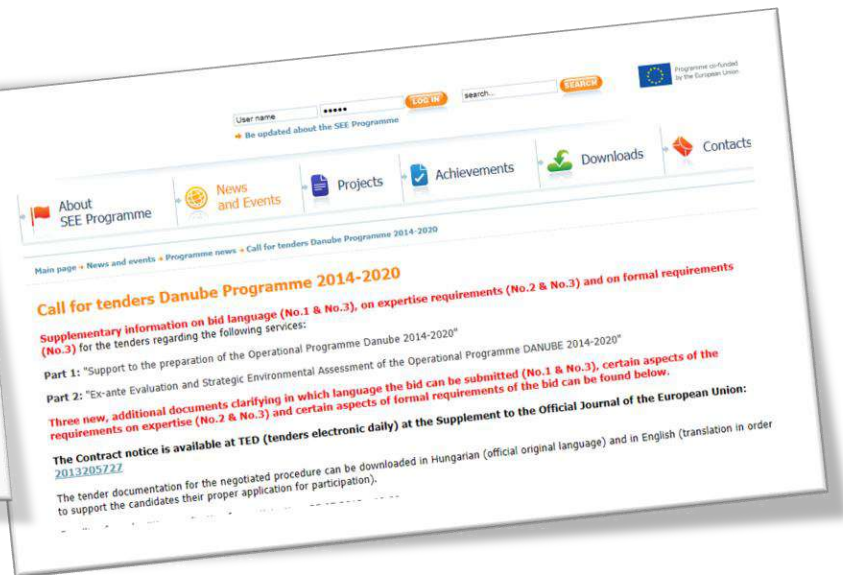 User name ••••• LOG IN search... SEARCH Programme co-funded
by the European Union
Be updated about the SEE Programme
About
SEE Programme
News
and Events
Projects
Achievements
Downloads
Contacts
Main page → News and events → Programme news → Call for tenders Danube Programme 2014-2020
Call for tenders Danube Programme 2014-2020
Supplementary information on bid language (No.1 & No.3), on expertise requirements (No.2 & No.3) and on formal requirements
(No.3) for the tenders regarding the following services:
Part 1: "Support to the preparation of the Operational Programme Danube 2014-2020"
Part 2: "Ex-ante Evaluation and Strategic Environmental Assessment of the Operational Programme DANUBE 2014-2020"
Three new, additional documents clarifying in which language the bid can be submitted (No.1 & No.3), certain aspects of the
requirements on expertise (No.2 & No.3) and certain aspects of formal requirements of the bid can be found below.
The Contract notice is available at TED (tenders electronic daily) at the Supplement to the Official Journal of the European Union:
2013205727
The tender documentation for the negotiated procedure can be downloaded in Hungarian (official original language) and in English (translation in order
to support the candidates their proper application for participation).